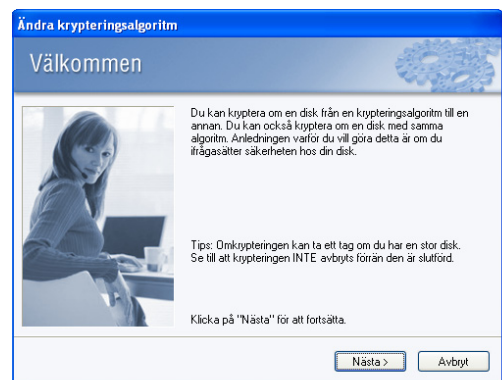 Ändra krypteringsalgoritm
Välkommen
Du kan kryptera om en disk från en krypteringsalgoritm till en
annan. Du kan också kryptera om en disk med samma
algoritm. Anledningen varför du vill göra detta är om du
ifrågasätter säkerheten hos din disk.
Tips: Omkrypteringen kan ta ett tag om du har en stor disk.
Se till att krypteringen INTE avbryts förrän den är slutförd.
Klicka på "Nästa" för att fortsätta.
Nästa >
Avbryt